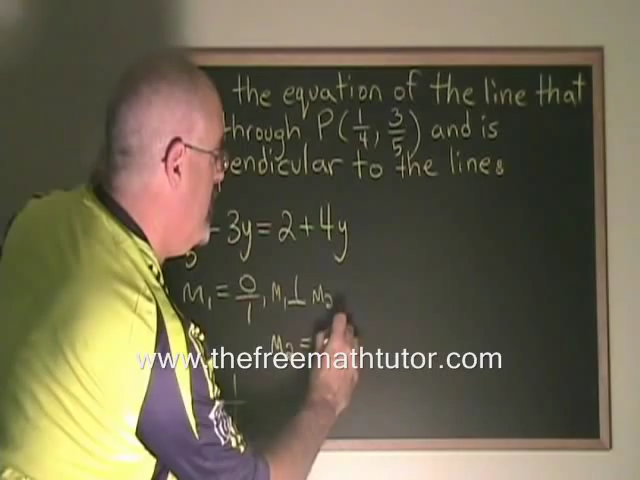 the equation of the line that
through P(1/4, 3/5) and is
endicular to the line:
- 3y = 2 + 4y
m₁ = 0/1, m₁ ⊥ m₂
m₂ =
www.thefreemathtutor.com
1